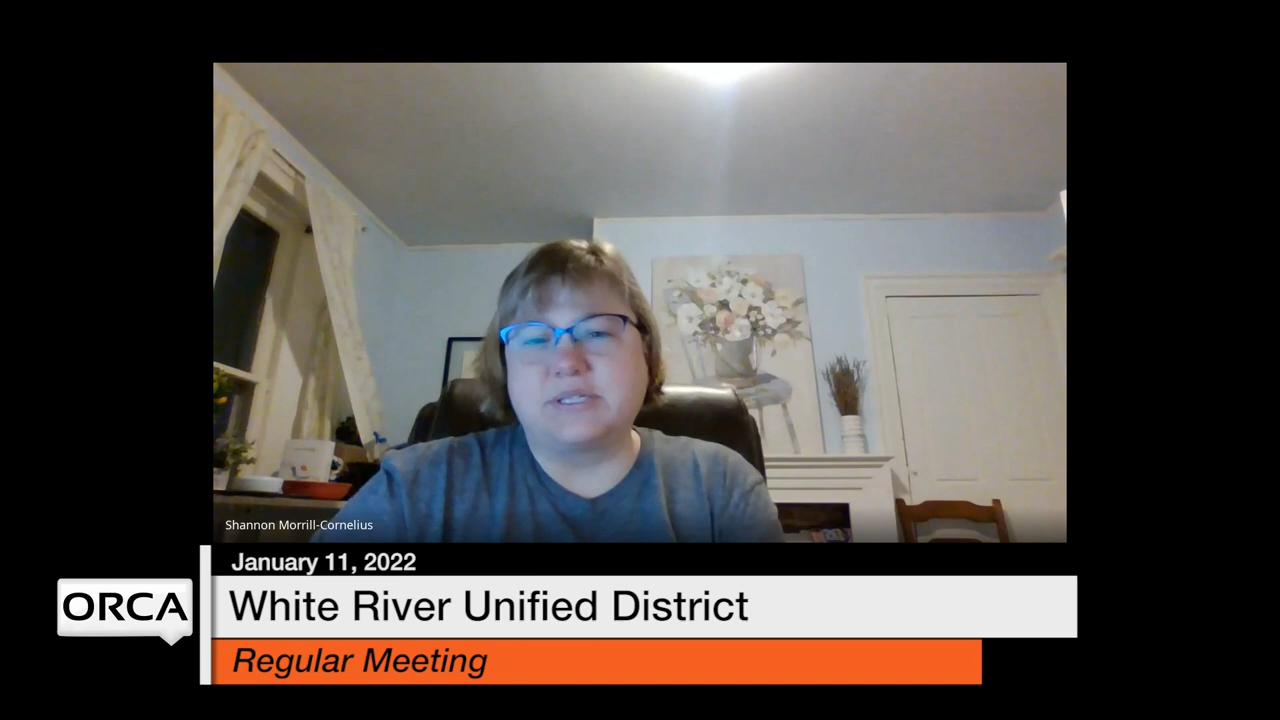 Shannon Morrill-Cornelius
January 11, 2022
ORCA
White River Unified District
Regular Meeting